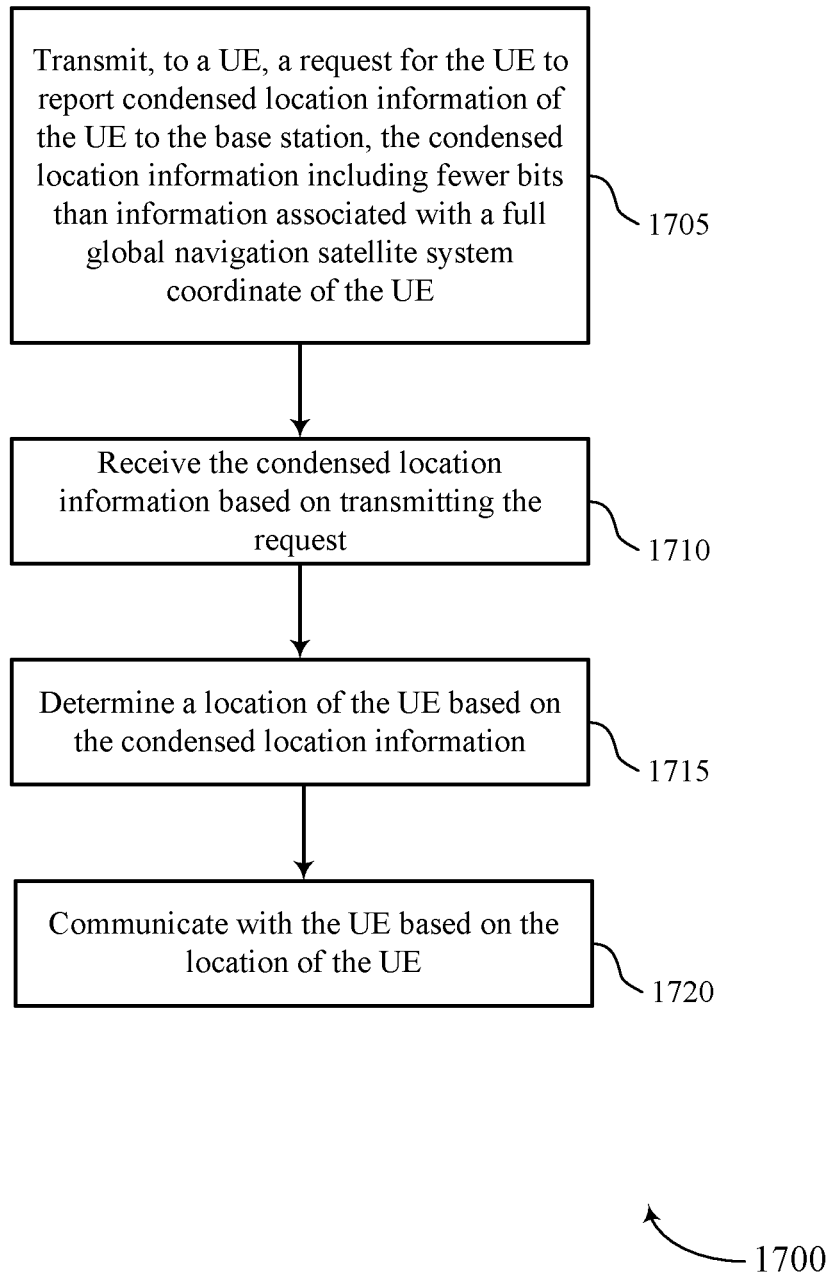 Transmit, to a UE, a request for the UE to
report condensed location information of
the UE to the base station, the condensed
location information including fewer bits
than information associated with a full
global navigation satellite system
coordinate of the UE
1705
Receive the condensed location
information based on transmitting the
request
1710
Determine a location of the UE based on
the condensed location information
1715
Communicate with the UE based on the
location of the UE
1720
1700